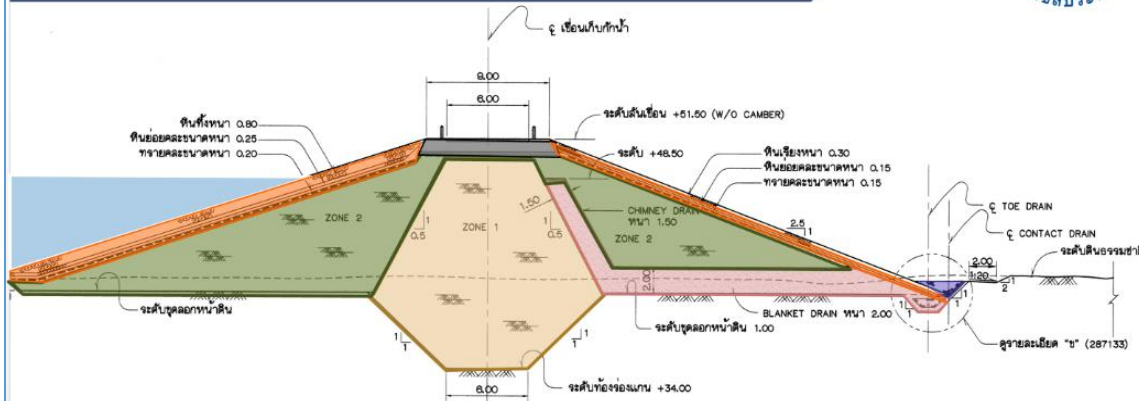 ℄ เขื่อนเก็บกักน้ำ
9.00
6.00
ระดับสันเขื่อน +51.50 (W/O CAMBER)
หินทิ้งหนา 0.80
หินย่อยคละขนาดหนา 0.25
ทรายคละขนาดหนา 0.20
ระดับ +48.50
หินเรียงหนา 0.30
หินย่อยคละขนาดหนา 0.15
ทรายคละขนาดหนา 0.15
1.50
CHIMNEY DRAIN
หนา 1.50
ZONE 2
ZONE 1
ZONE 2
1
0.5
1
0.5
2.5
1
℄ TOE DRAIN
℄ CONTACT DRAIN
ระดับดินธรรมชาติ
2.00
1:20
2
1
1
1
2.00
ระดับขุดลอกหน้าดิน
BLANKET DRAIN หนา 2.00
ระดับขุดลอกหน้าดิน 1.00
ดูรายละเอียด "ข" (287133)
1
1
1
1
ระดับท้องร่องแกน +34.00
6.00